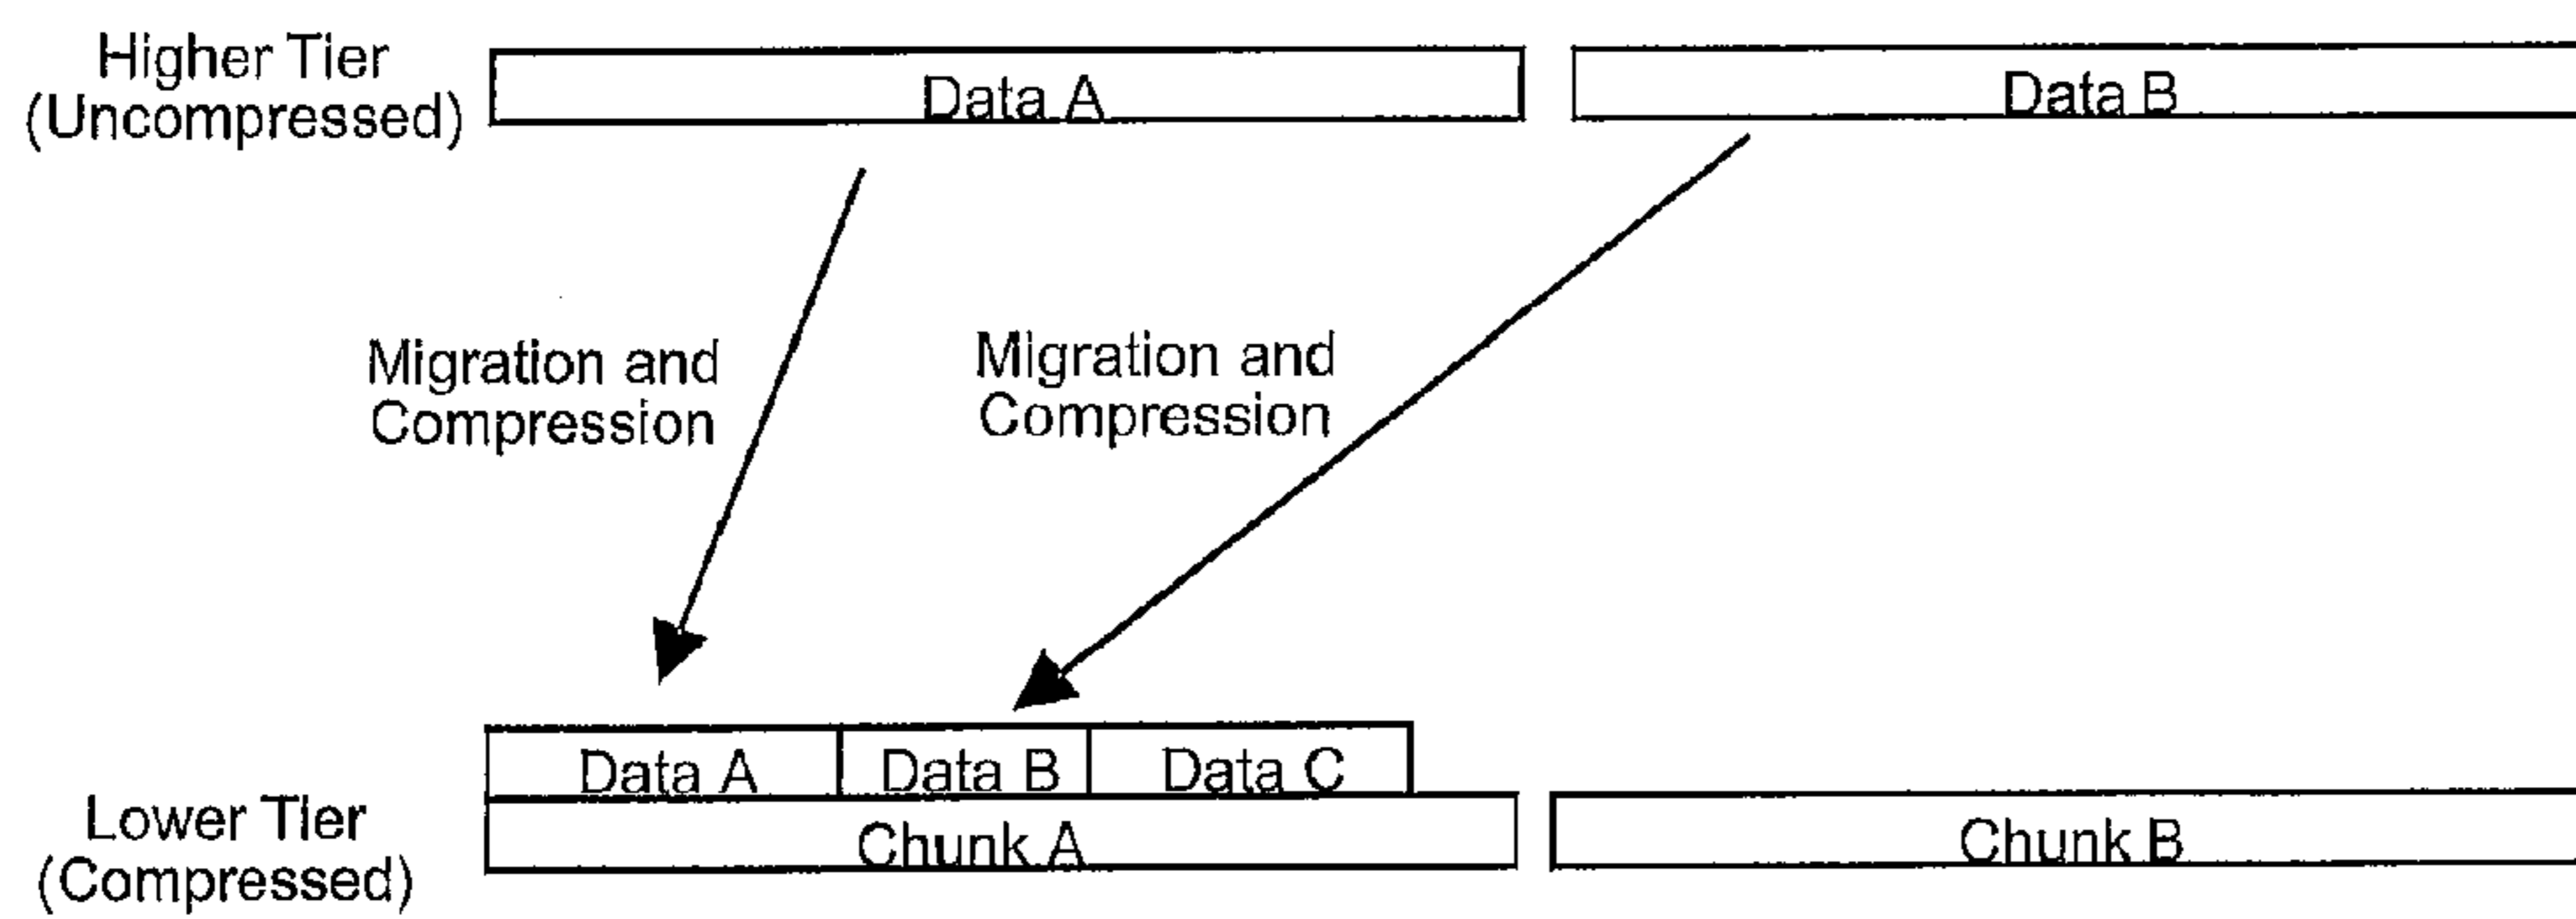 Higher Tier
(Uncompressed)
Data A
Data B
Migration and
Compression
Migration and
Compression
Data A
Data B
Data C
Lower Tier
(Compressed)
Chunk A
Chunk B